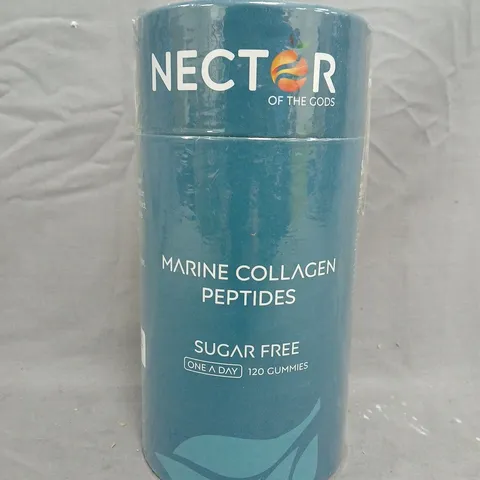 NECTOR
OF THE GODS
MARINE COLLAGEN
PEPTIDES
SUGAR FREE
ONE A DAY 120 GUMMIES